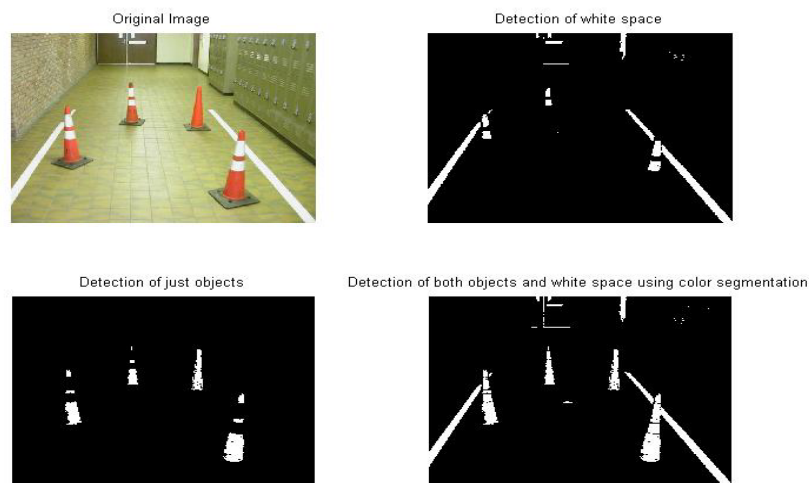 Original Image
Detection of white space
Detection of just objects
Detection of both objects and white space using color segmentation